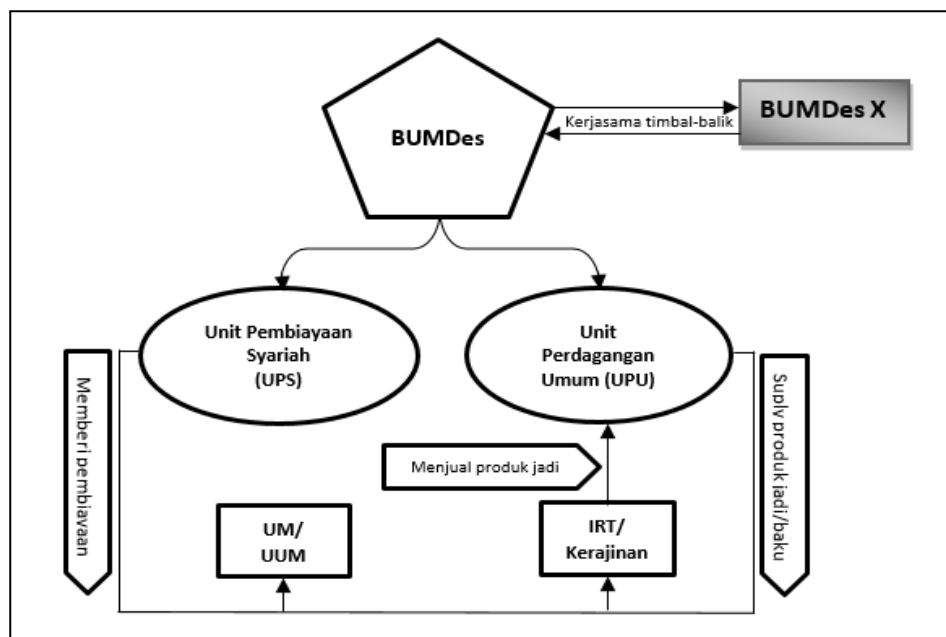 BUMDes
Kerjasama timbal-balik
BUMDes X
Unit Pembiayaan
Syariah
(UPS)
Unit
Perdagangan
Umum (UPU)
Memberi pembiayaan
Menjual produk jadi
Suply produk jadi/baku
UM/
UUM
IRT/
Kerajinan